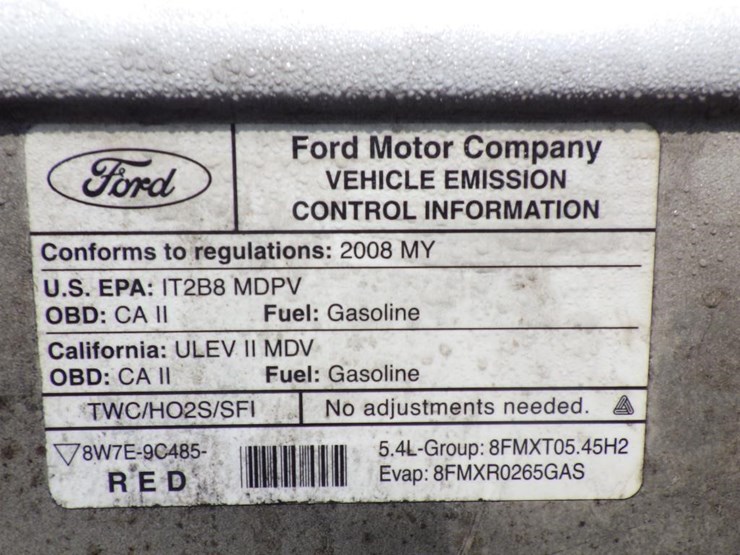 Ford
Ford Motor Company
VEHICLE EMISSION
CONTROL INFORMATION
Conforms to regulations: 2008 MY
U.S. EPA: IT2B8 MDPV
OBD: CA II Fuel: Gasoline
California: ULEV II MDV
OBD: CA II Fuel: Gasoline
TWC/HO2S/SFI No adjustments needed.
8W7E-9C485- 5.4L-Group: 8FMXT05.45H2
RED Evap: 8FMXR0265GAS